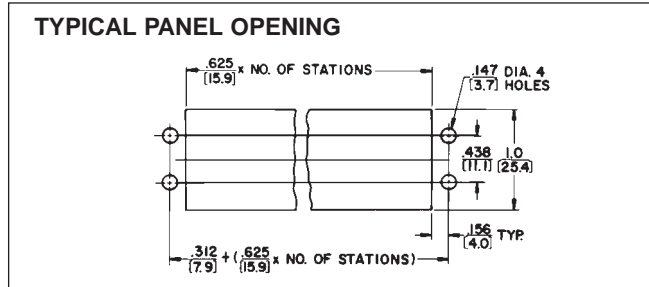 TYPICAL PANEL OPENING
.625
[15.9] x NO. OF STATIONS
.147 DIA. 4
[3.7] HOLES
.438
[11.1]
1.0
[25.4]
.156
[4.0] TYP.
.312
[7.9] + ( .625
[15.9] x NO. OF STATIONS)